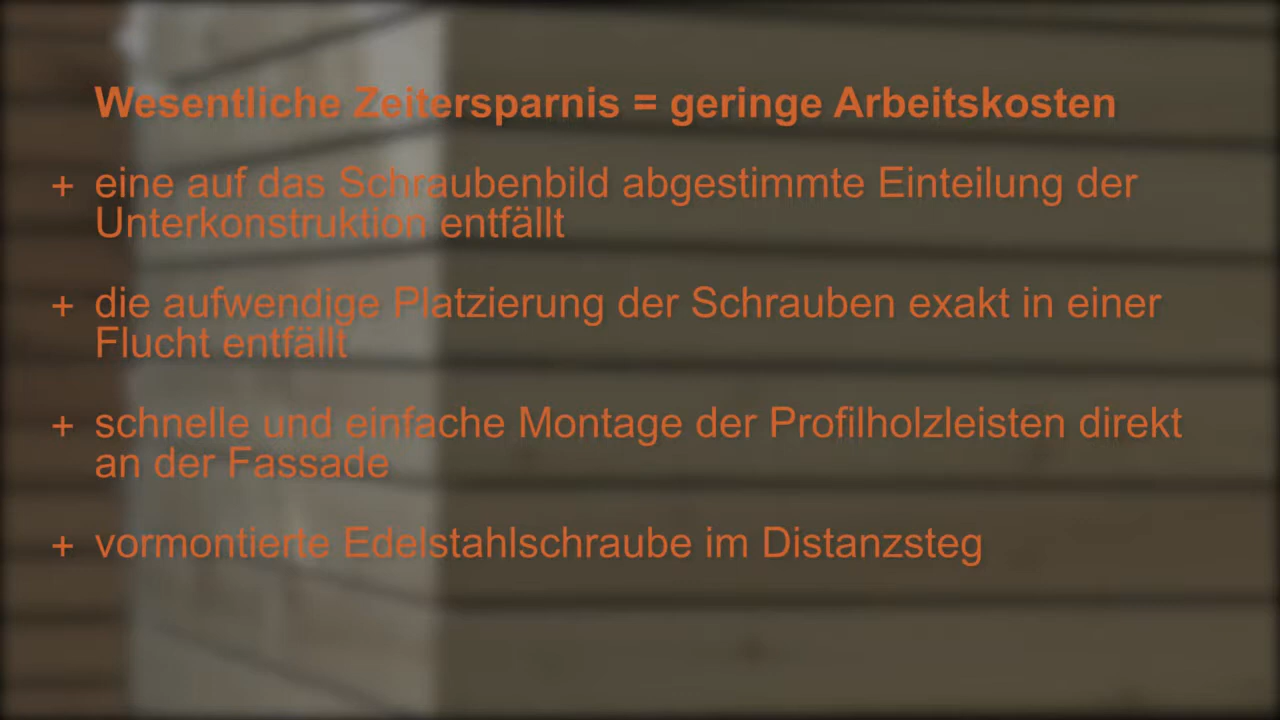 Wesentliche Zeitersparnis = geringe Arbeitskosten
+ eine auf das Schraubenbild abgestimmte Einteilung der
Unterkonstruktion entfällt
+ die aufwendige Platzierung der Schrauben exakt in einer
Flucht entfällt
+ schnelle und einfache Montage der Profilholzleisten direkt
an der Fassade
+ vormontierte Edelstahlschraube im Distanzsteg